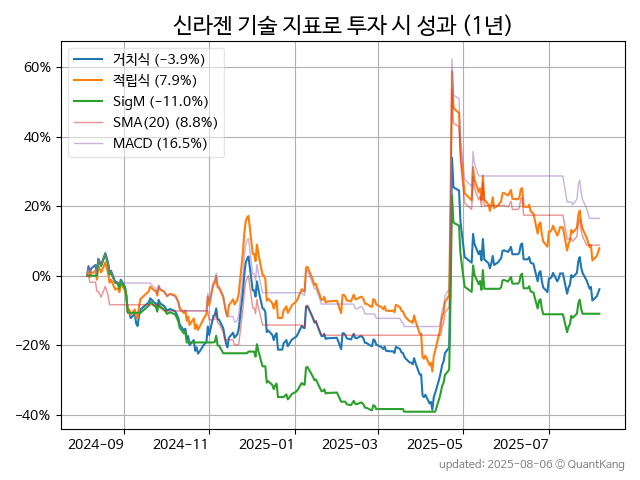 신라젠 기술 지표로 투자 시 성과 (1년)
거치식 (−3.9%)
적립식 (7.9%)
SigM (−11.0%)
SMA(20) (8.8%)
MACD (16.5%)
60%
40%
20%
0%
−20%
−40%
2024-09 2024-11 2025-01 2025-03 2025-05 2025-07
updated: 2025-08-06 © QuantKang